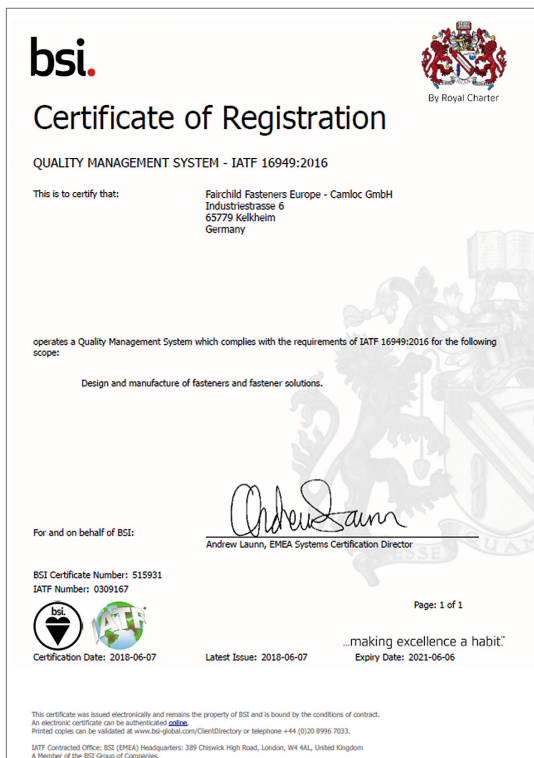 bsi.
By Royal Charter
Certificate of Registration
QUALITY MANAGEMENT SYSTEM - IATF 16949:2016
This is to certify that:
Fairchild Fasteners Europe - Camloc GmbH
Industriestrasse 6
65779 Kelkheim
Germany
operates a Quality Management System which complies with the requirements of IATF 16949:2016 for the following
scope:
Design and manufacture of fasteners and fastener solutions.
For and on behalf of BSI:
Andrew Launn, EMEA Systems Certification Director
BSI Certificate Number: 515931
IATF Number: 0309167
Page: 1 of 1
bsi.
IATF
...making excellence a habit.™
Certification Date: 2018-06-07
Latest Issue: 2018-06-07
Expiry Date: 2021-06-06
This certificate was issued electronically and remains the property of BSI and is bound by the conditions of contract.
An electronic certificate can be authenticated online.
Printed copies can be validated at www.bsi-global.com/ClientDirectory or telephone +44 (0)20 8996 7033.
IATF Contracted Office: BSI (EMEA) Headquarters: 389 Chiswick High Road, London, W4 4AL, United Kingdom
A Member of the BSI Group of Companies.